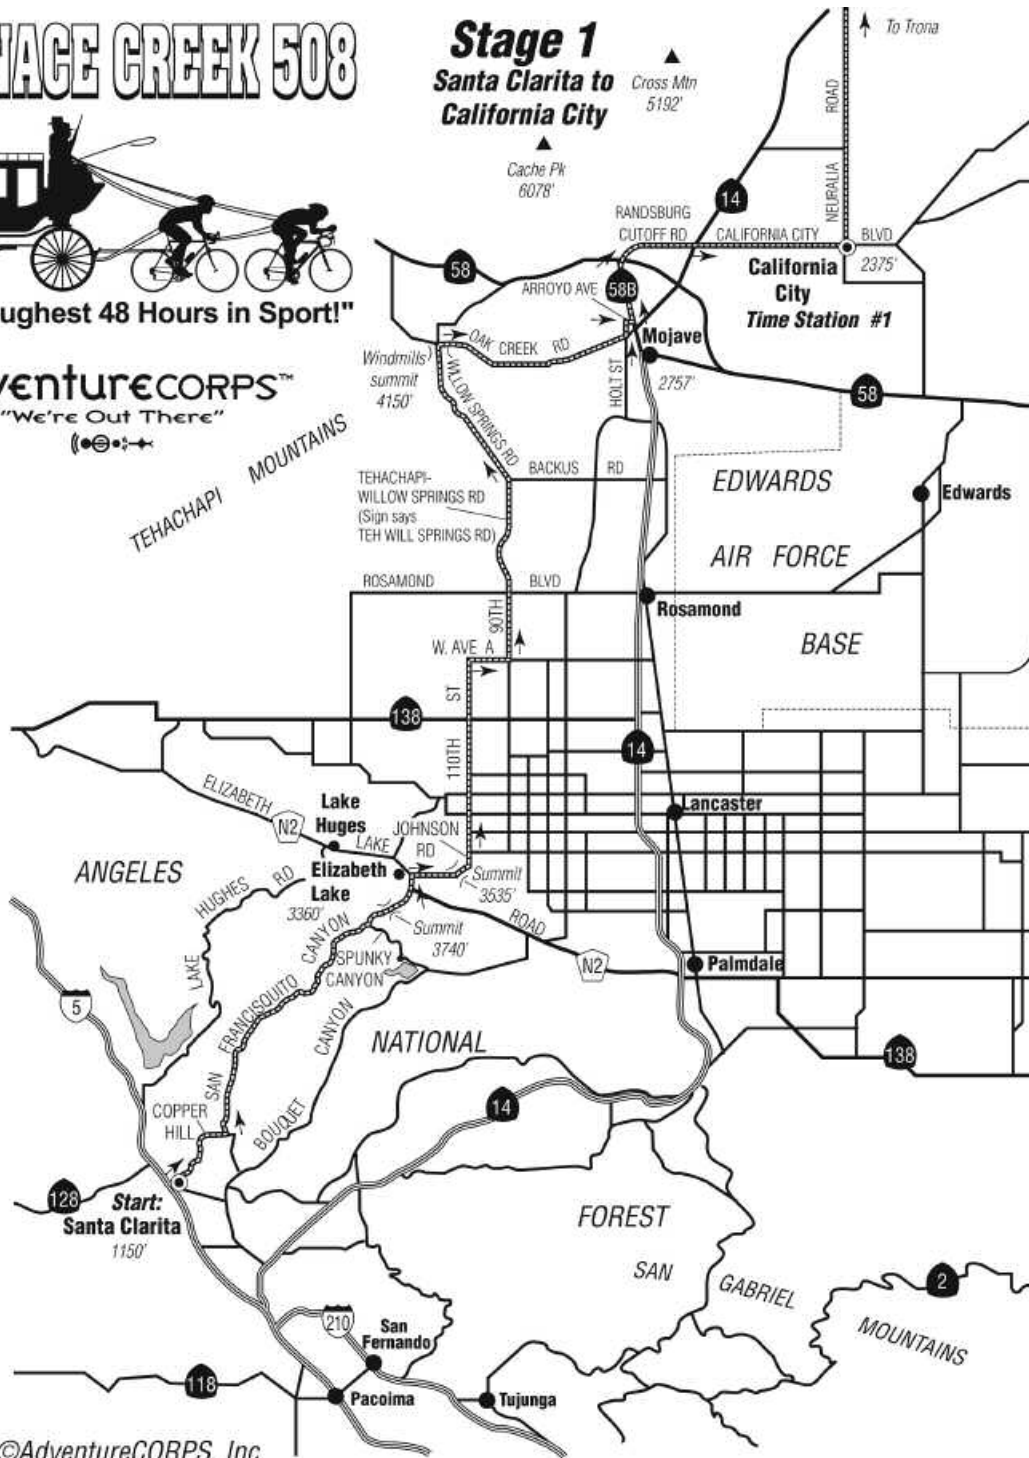 NACE CREEK 508
Stage 1
Santa Clarita to
California City
Cross Mtn
5192'
Cache Pk
6078'
To Trona
ROAD
NEURALIA
14
RANDSBURG
CUTOFF RD
CALIFORNIA CITY
BLVD
California
City
2375'
Time Station #1
58
ARROYO AVE
58B
ughest 48 Hours in Sport!"
Mojave
2757'
OAK CREEK RD
Windmills
summit
4150'
WILLOW SPRINGS RD
HOLT ST
58
ventureCORPS™
"We're Out There"
TEHACHAPI MOUNTAINS
BACKUS RD
TEHACHAPI-
WILLOW SPRINGS RD
(Sign says
TEH WILL SPRINGS RD)
EDWARDS
Edwards
AIR FORCE
BASE
ROSAMOND BLVD
Rosamond
90TH
W. AVE A
ST
110TH
138
14
ELIZABETH
N2
Lake
Huges
LAKE
JOHNSON
RD
Lancaster
ANGELES
Elizabeth
Lake
3360'
Summit
3535'
HUGHES RD
LAKE
Summit
3740'
ROAD
N2
Palmdale
SPUNKY
CANYON
CANYON
FRANCISQUITO
SAN
5
CANYON
BOUQUET
NATIONAL
138
14
COPPER
HILL
128
Start:
Santa Clarita
1150'
FOREST
SAN GABRIEL MOUNTAINS
2
210
San
Fernando
118
Pacoima
Tujunga
©AdventureCORPS, Inc